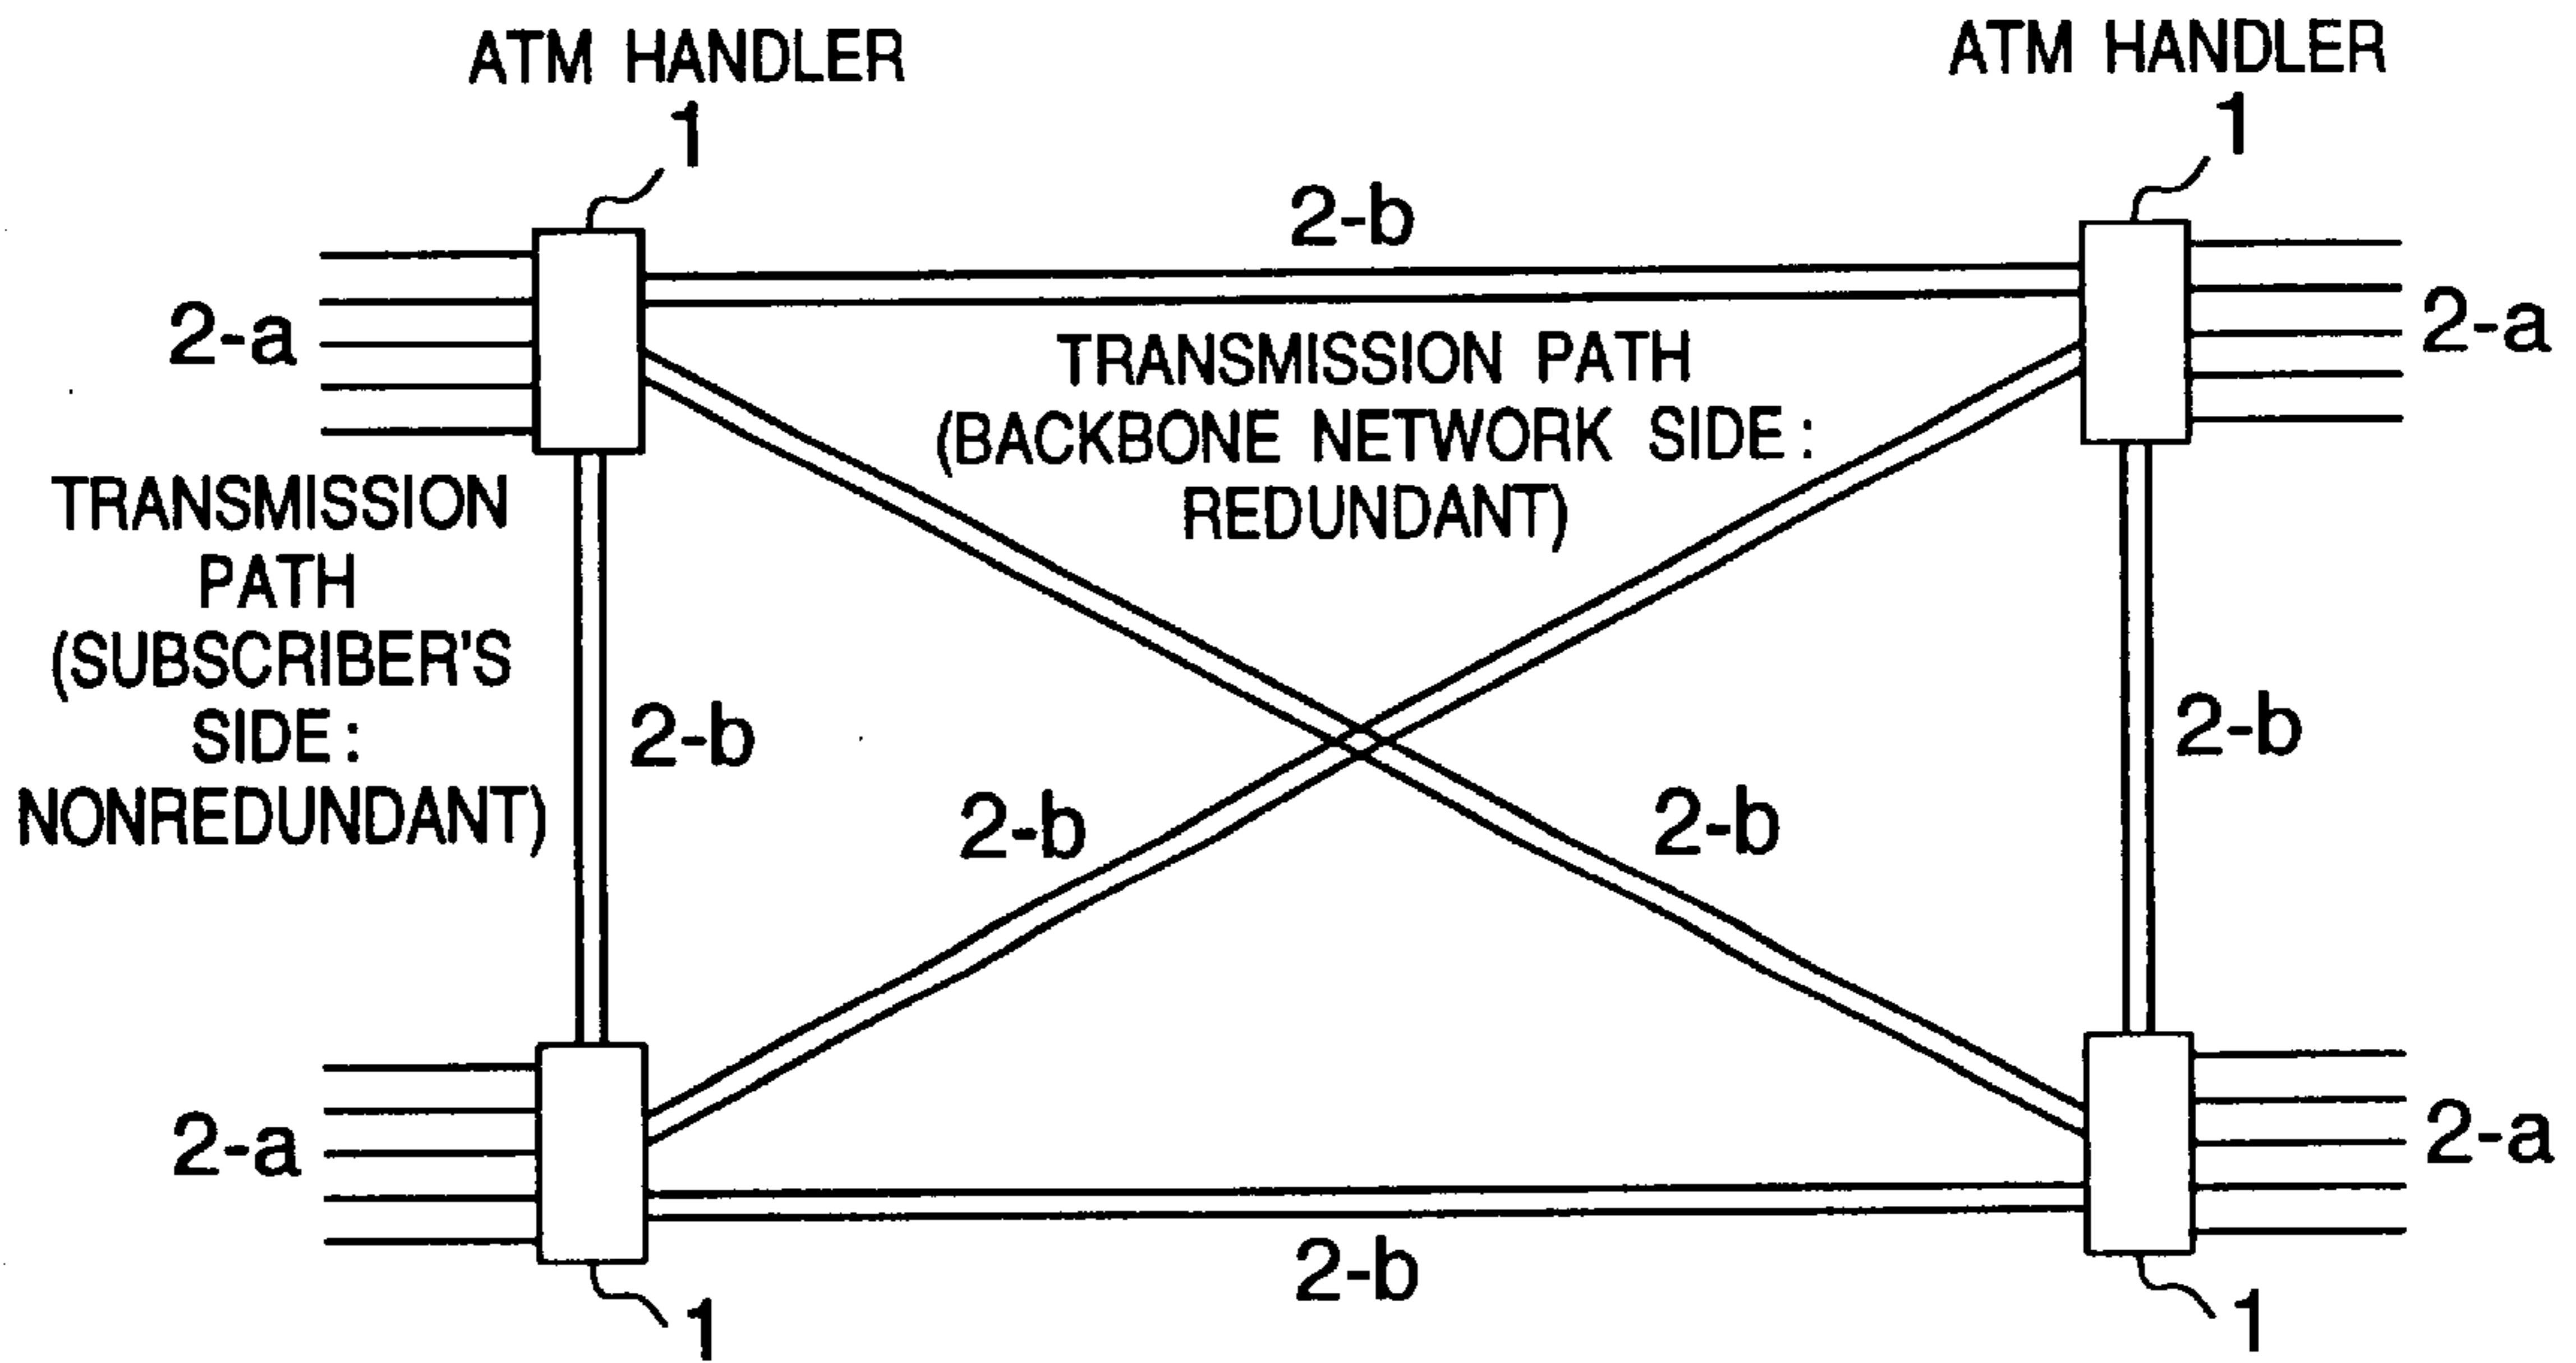 ATM HANDLER
ATM HANDLER
1
1
2-b
2-a
2-a
TRANSMISSION PATH
(BACKBONE NETWORK SIDE :
REDUNDANT)
TRANSMISSION
PATH
(SUBSCRIBER'S
SIDE :
NONREDUNDANT)
2-b
2-b
2-b
2-b
2-a
2-a
2-b
1
1